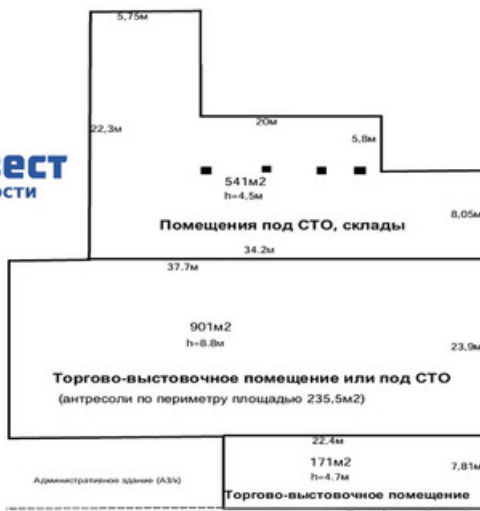 5,75м
22,3м
20м
5,8м
вест
ости
541м2
h=4,5м
8,05м
Помещения под СТО, склады
34.2м
37.7м
901м2
h=8.8м
23,9м
Торгово-выстовочное помещение или под СТО
(антресоли по периметру площадью 235,5м2)
22,4м
171м2
7,81м
h=4.7м
Административное здание (АЗ/к)
Торгово-выстовочное помещение